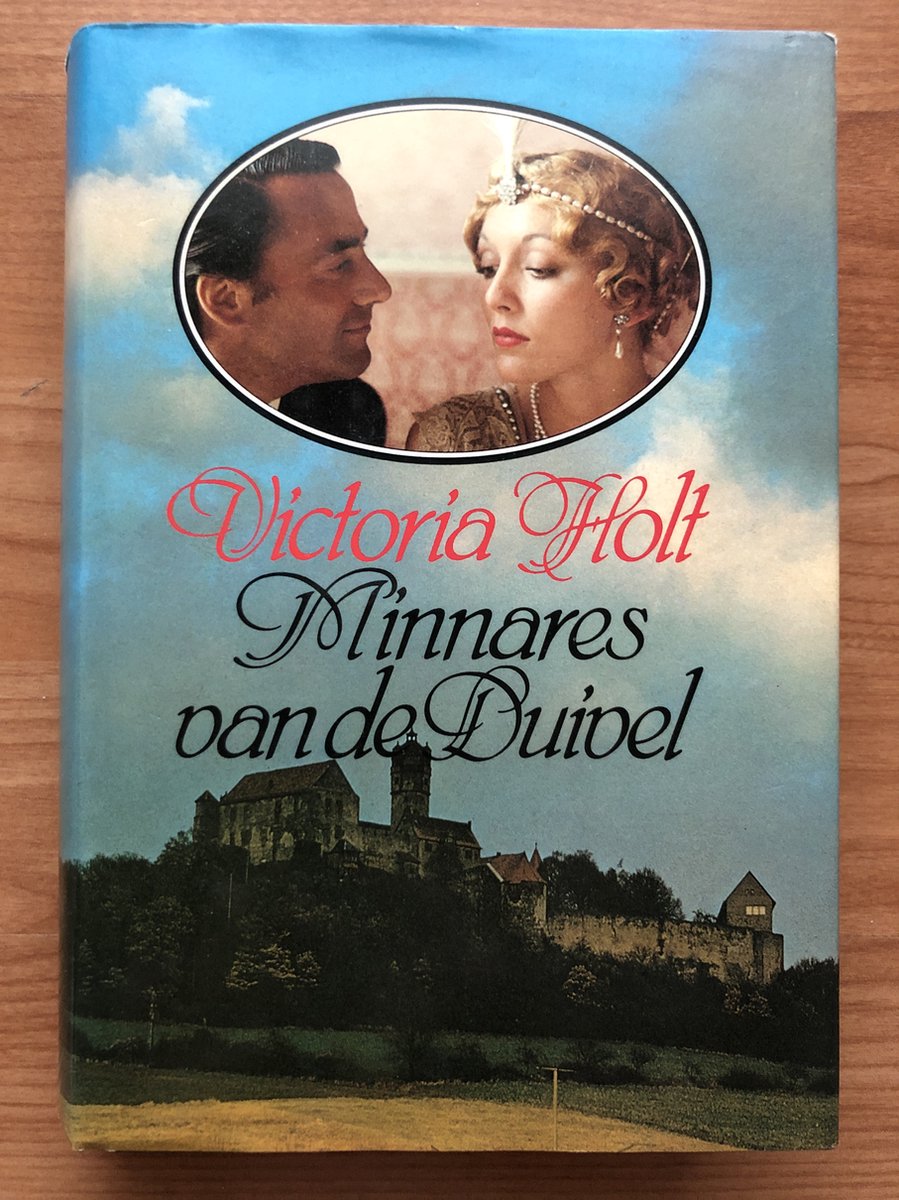 Victoria Holt
Minnares
van de Duivel